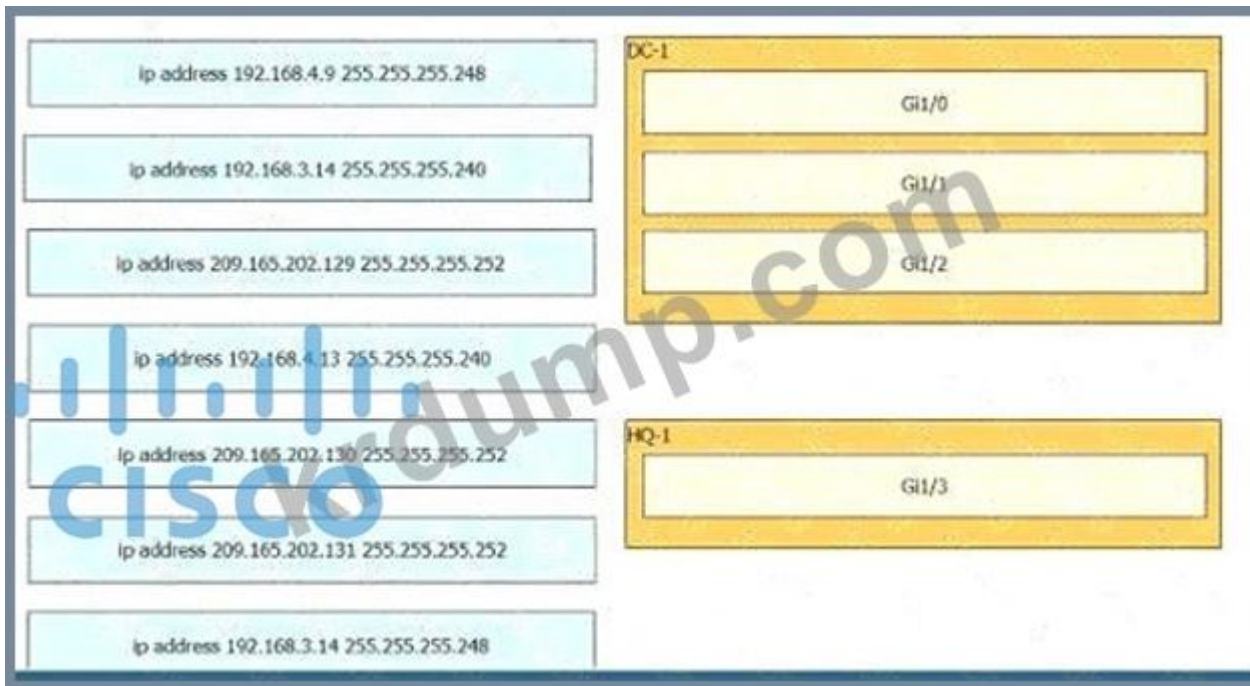 ip address 192.168.4.9 255.255.255.248
ip address 192.168.3.14 255.255.255.240
ip address 209.165.202.129 255.255.255.252
ip address 192.168.4.13 255.255.255.240
ip address 209.165.202.130 255.255.255.252
ip address 209.165.202.131 255.255.255.252
ip address 192.168.3.14 255.255.255.248
DC-1
Gi1/0
Gi1/1
Gi1/2
HQ-1
Gi1/3
krdump.com
CISCO